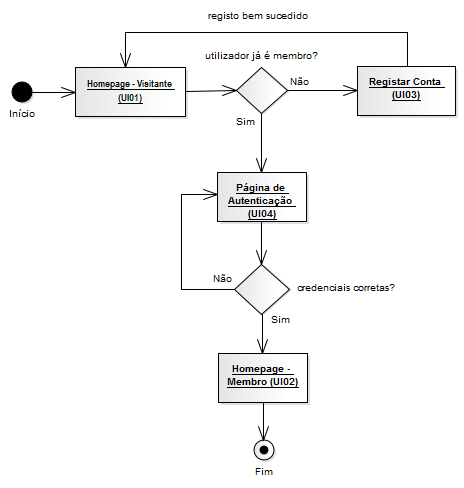 registo bem sucedido
utilizador já é membro?
Homepage - Visitante
(UI01)
Não
Registar Conta
(UI03)
Início
Sim
Página de
Autenticação
(UI04)
Não
credenciais corretas?
Sim
Homepage -
Membro (UI02)
Fim